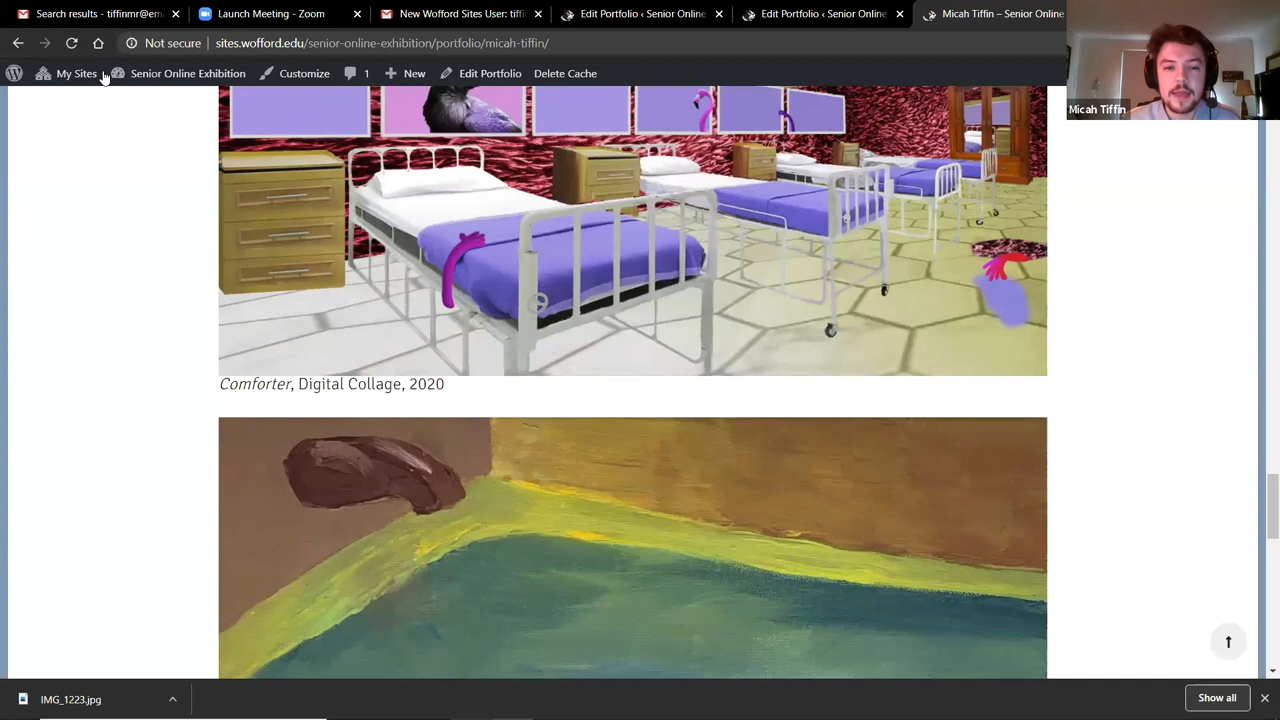 Search results - tiffinmr@em
Launch Meeting - Zoom
New Wofford Sites User: tiffi
Edit Portfolio ‹ Senior Online
Edit Portfolio ‹ Senior Online
Micah Tiffin – Senior Online
Not secure
sites.wofford.edu/senior-online-exhibition/portfolio/micah-tiffin/
My Sites
Senior Online Exhibition
Customize
1
New
Edit Portfolio
Delete Cache
Micah Tiffin
Comforter, Digital Collage, 2020
IMG_1223.jpg
Show all